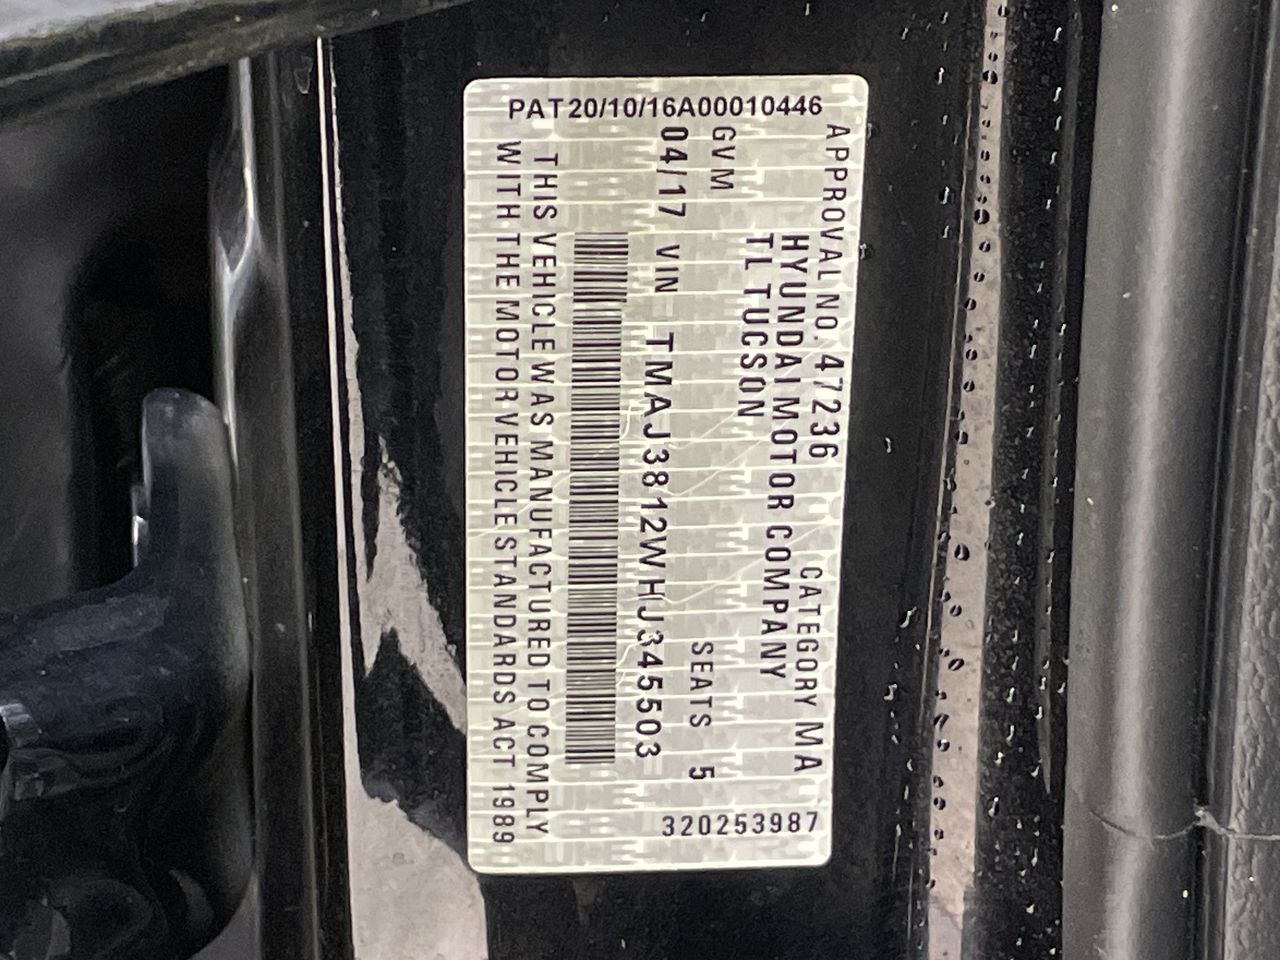 PAT20/10/16A00010446
APPROVAL NO. 47236 CATEGORY MA
HYUNDAI MOTOR COMPANY
TL TUCSON
GVM SEATS 5
04/17 VIN TMAJ3812WHJ345503
THIS VEHICLE WAS MANUFACTURED TO COMPLY
WITH THE MOTOR VEHICLE STANDARDS ACT 1989
320253987